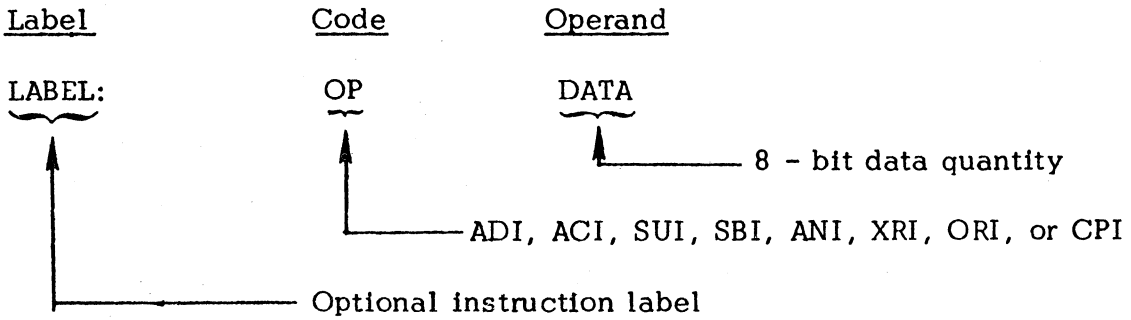 Label Code Operand
LABEL: OP DATA
8 - bit data quantity
ADI, ACI, SUI, SBI, ANI, XRI, ORI, or CPI
Optional instruction label